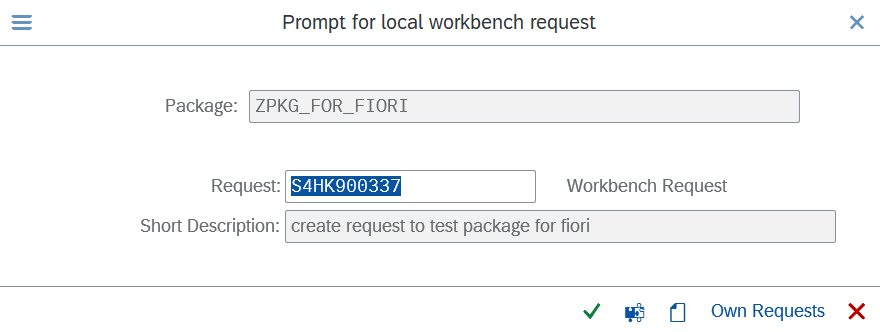 Prompt for local workbench request
Package: ZPKG_FOR_FIORI
Request: S4HK900337 Workbench Request
Short Description: create request to test package for fiori
Own Requests